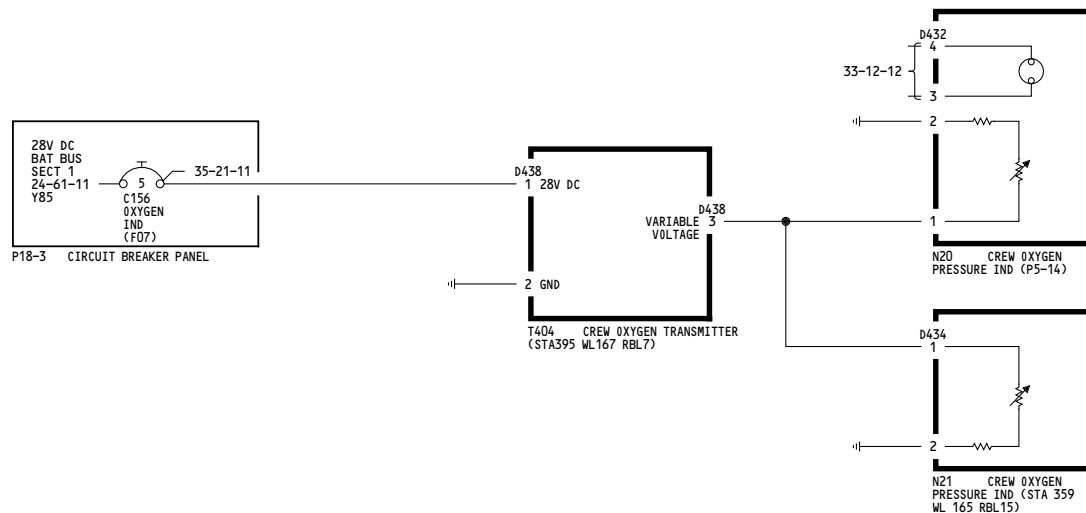 28V DC
BAT BUS
SECT 1
24-61-11
Y85
5
35-21-11
C156
OXYGEN
IND
(F07)
P18-3 CIRCUIT BREAKER PANEL
D438
1 28V DC
2 GND
D438
VARIABLE 3
VOLTAGE
T404 CREW OXYGEN TRANSMITTER
(STA395 WL167 RBL7)
D432
4
33-12-12
3
2
1
N20 CREW OXYGEN
PRESSURE IND (P5-14)
D434
1
2
N21 CREW OXYGEN
PRESSURE IND (STA 359
WL 165 RBL15)